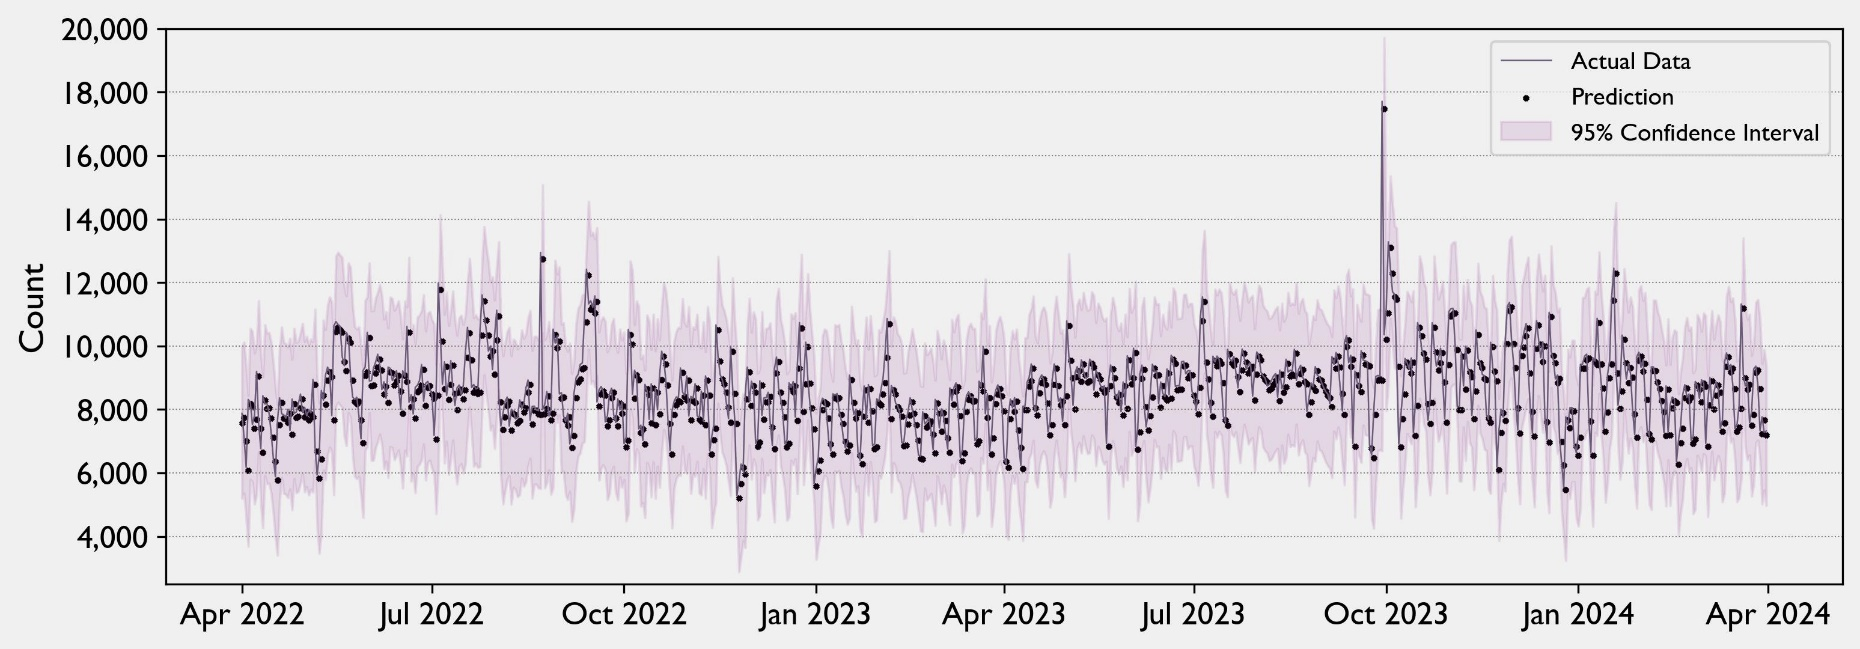 20,000
18,000
16,000
14,000
12,000
10,000
8,000
6,000
4,000
Count
Actual Data
Prediction
95% Confidence Interval
Apr 2022 Jul 2022 Oct 2022 Jan 2023 Apr 2023 Jul 2023 Oct 2023 Jan 2024 Apr 2024